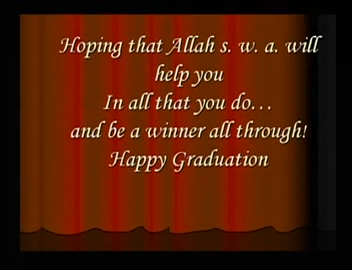 Hoping that Allah s. w. a. will
help you
In all that you do...
and be a winner all through!
Happy Graduation